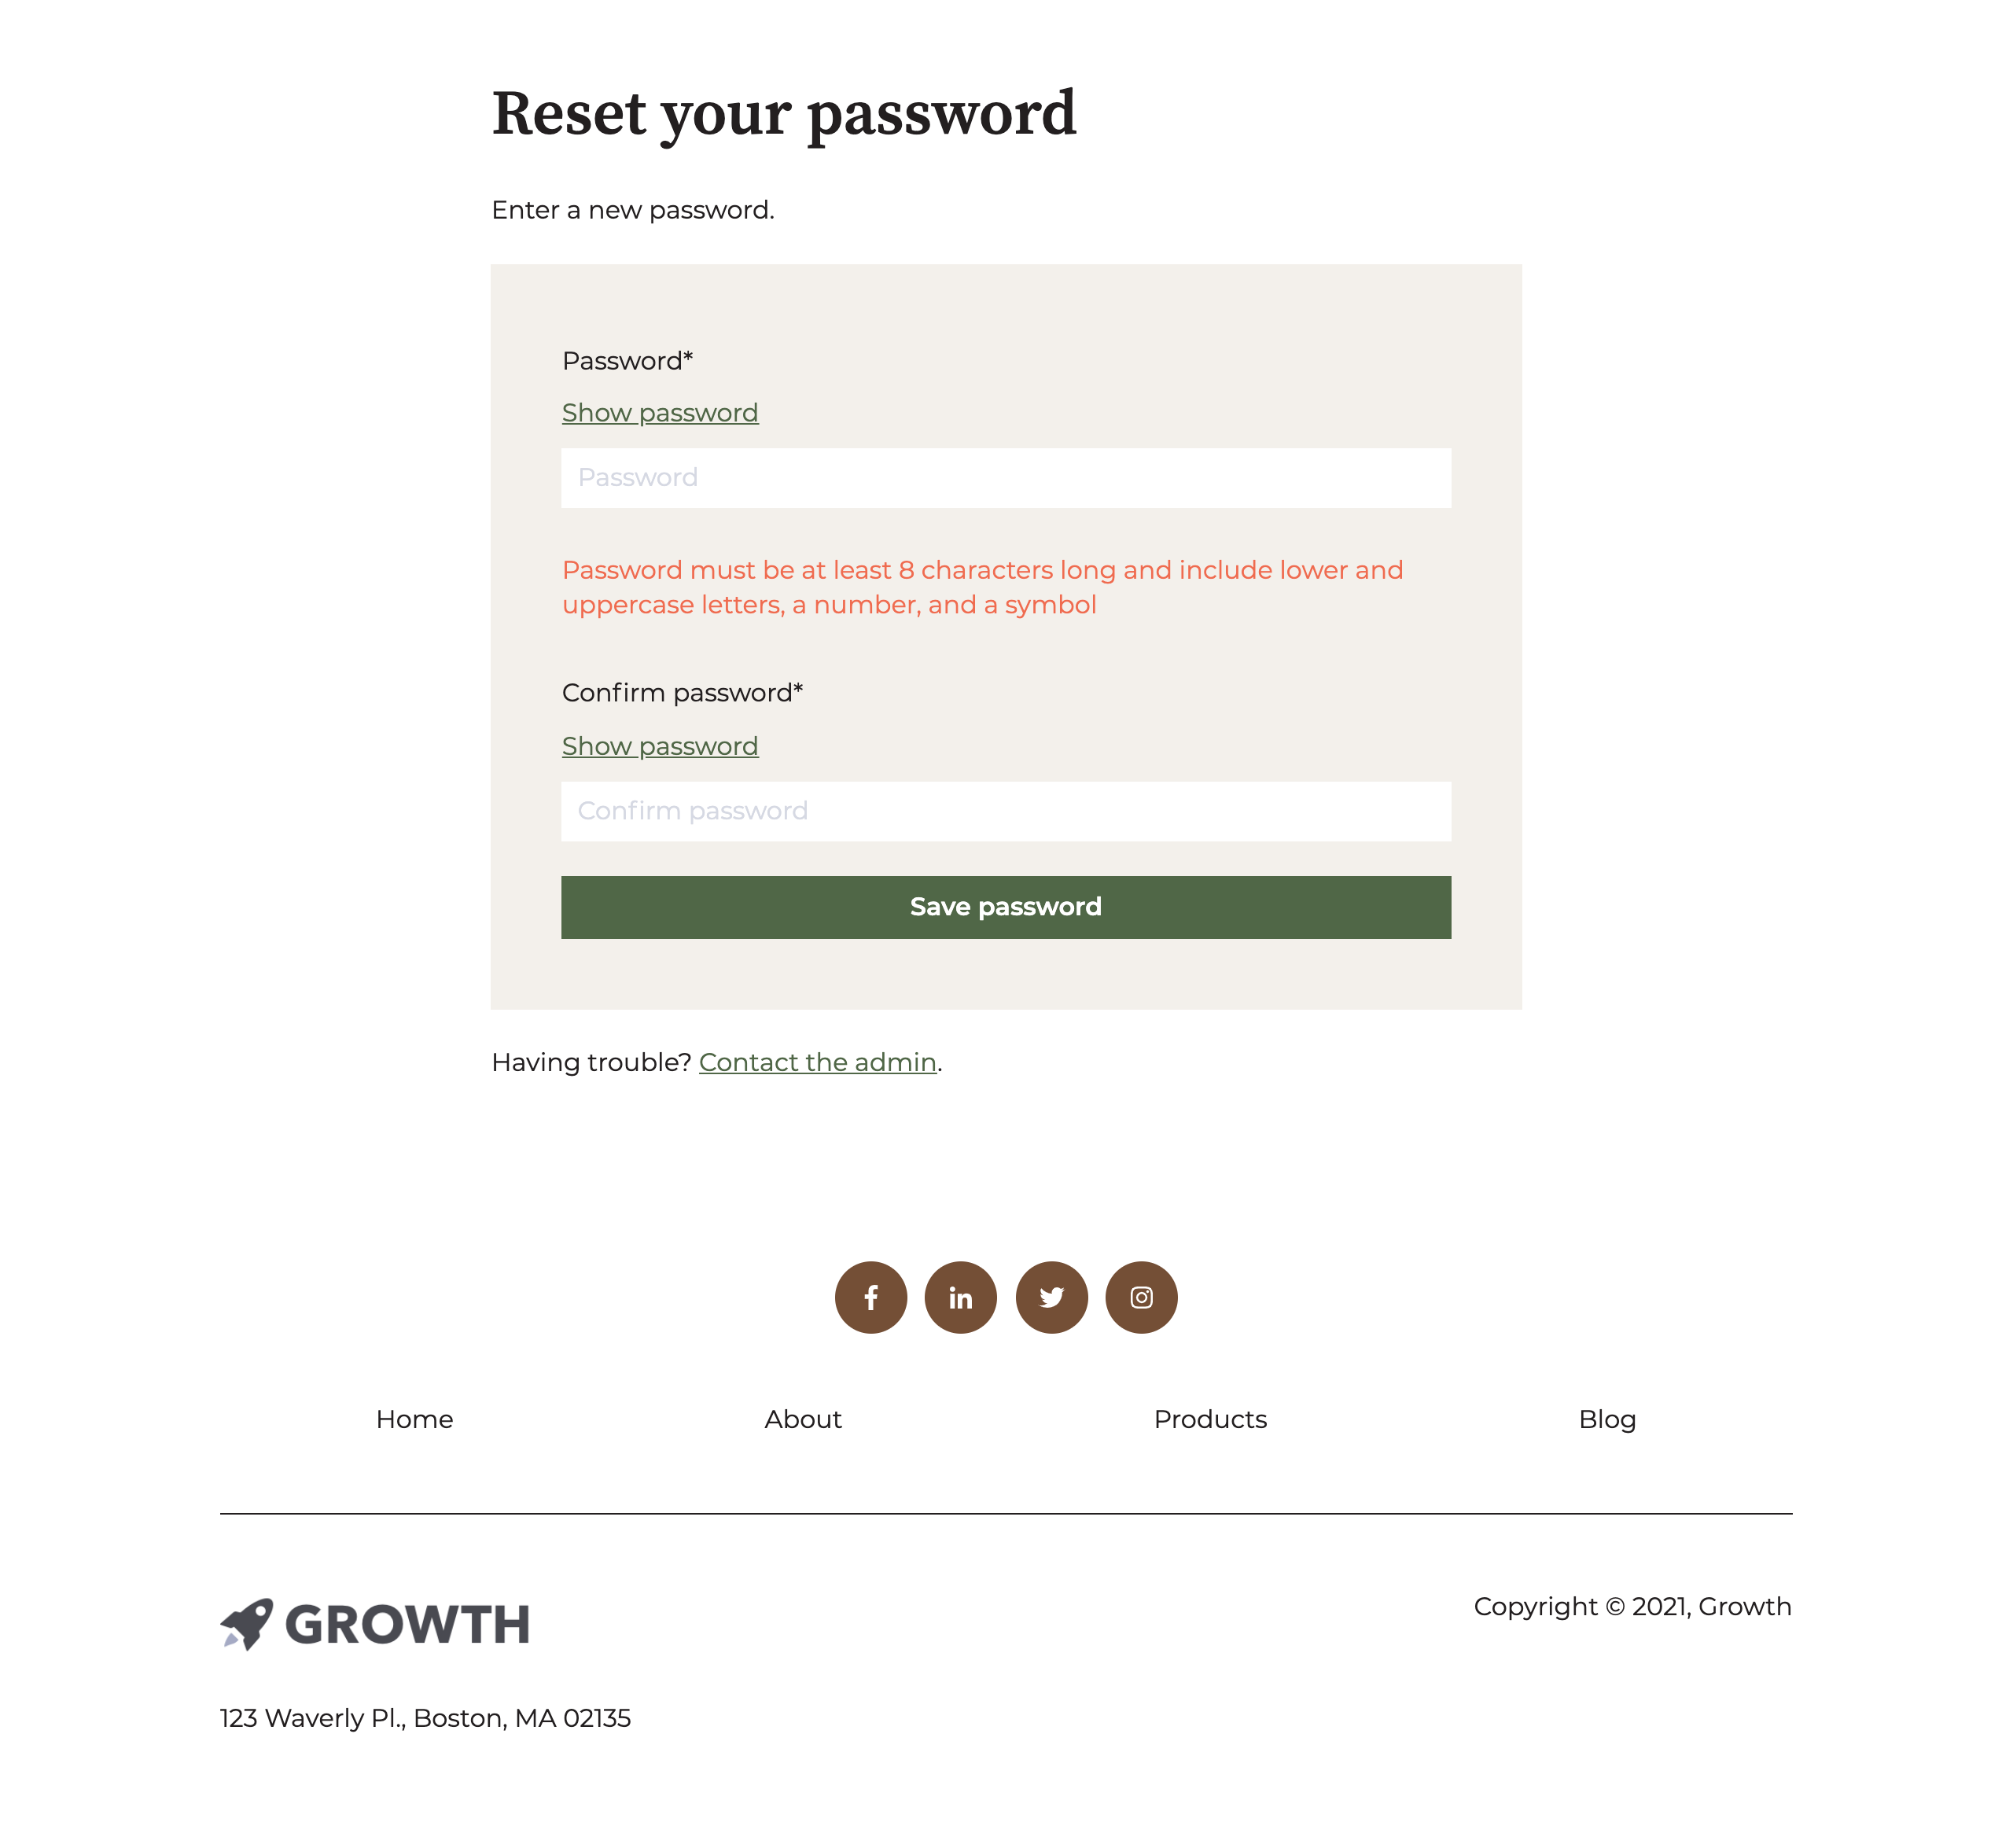 Reset your password
Enter a new password.
Password*
Show password
Password
Password must be at least 8 characters long and include lower and
uppercase letters, a number, and a symbol
Confirm password*
Show password
Confirm password
Save password
Having trouble? Contact the admin.
Home About Products Blog
GROWTH
Copyright © 2021, Growth
123 Waverly Pl., Boston, MA 02135